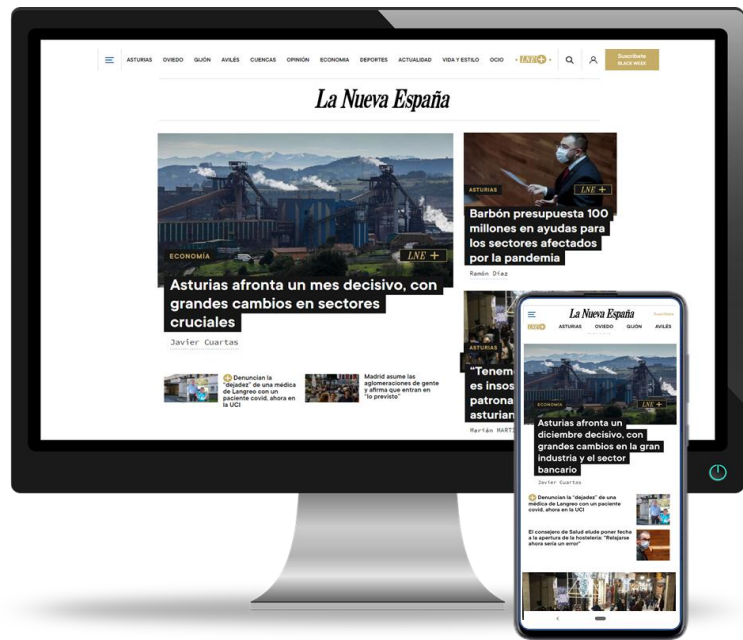 ASTURIAS OVIEDO GIJÓN AVILÉS CUENCAS OPINIÓN ECONOMÍA DEPORTES ACTUALIDAD VIDA Y ESTILO OCIO LNE+ Suscríbete
BLACK WEEK
La Nueva España
ECONOMÍA
LNE +
Asturias afronta un mes decisivo, con
grandes cambios en sectores
cruciales
Javier Cuartas
Denuncian la
"dejadez" de una médica
de Langreo con un
paciente covid, ahora en
la UCI
Madrid asume las
aglomeraciones de gente
y afirma que entran en
"lo previsto"
ASTURIAS
LNE +
Barbón presupuesta 100
millones en ayudas para
los sectores afectados
por la pandemia
Ramón Díaz
ASTURIAS
"Tenem
es insos
patrona
asturian
Marián MART
La Nueva España
Suscríbete
LNE+ ASTURIAS OVIEDO GIJÓN AVILÉS
ECONOMÍA
LNE +
Asturias afronta un
diciembre decisivo, con
grandes cambios en la gran
industria y el sector
bancario
Javier Cuartas
Denuncian la "dejadez" de una
médica de Langreo con un paciente
covid, ahora en la UCI
El consejero de Salud elude poner fecha
a la apertura de la hostelería: "Relajarse
ahora sería un error"